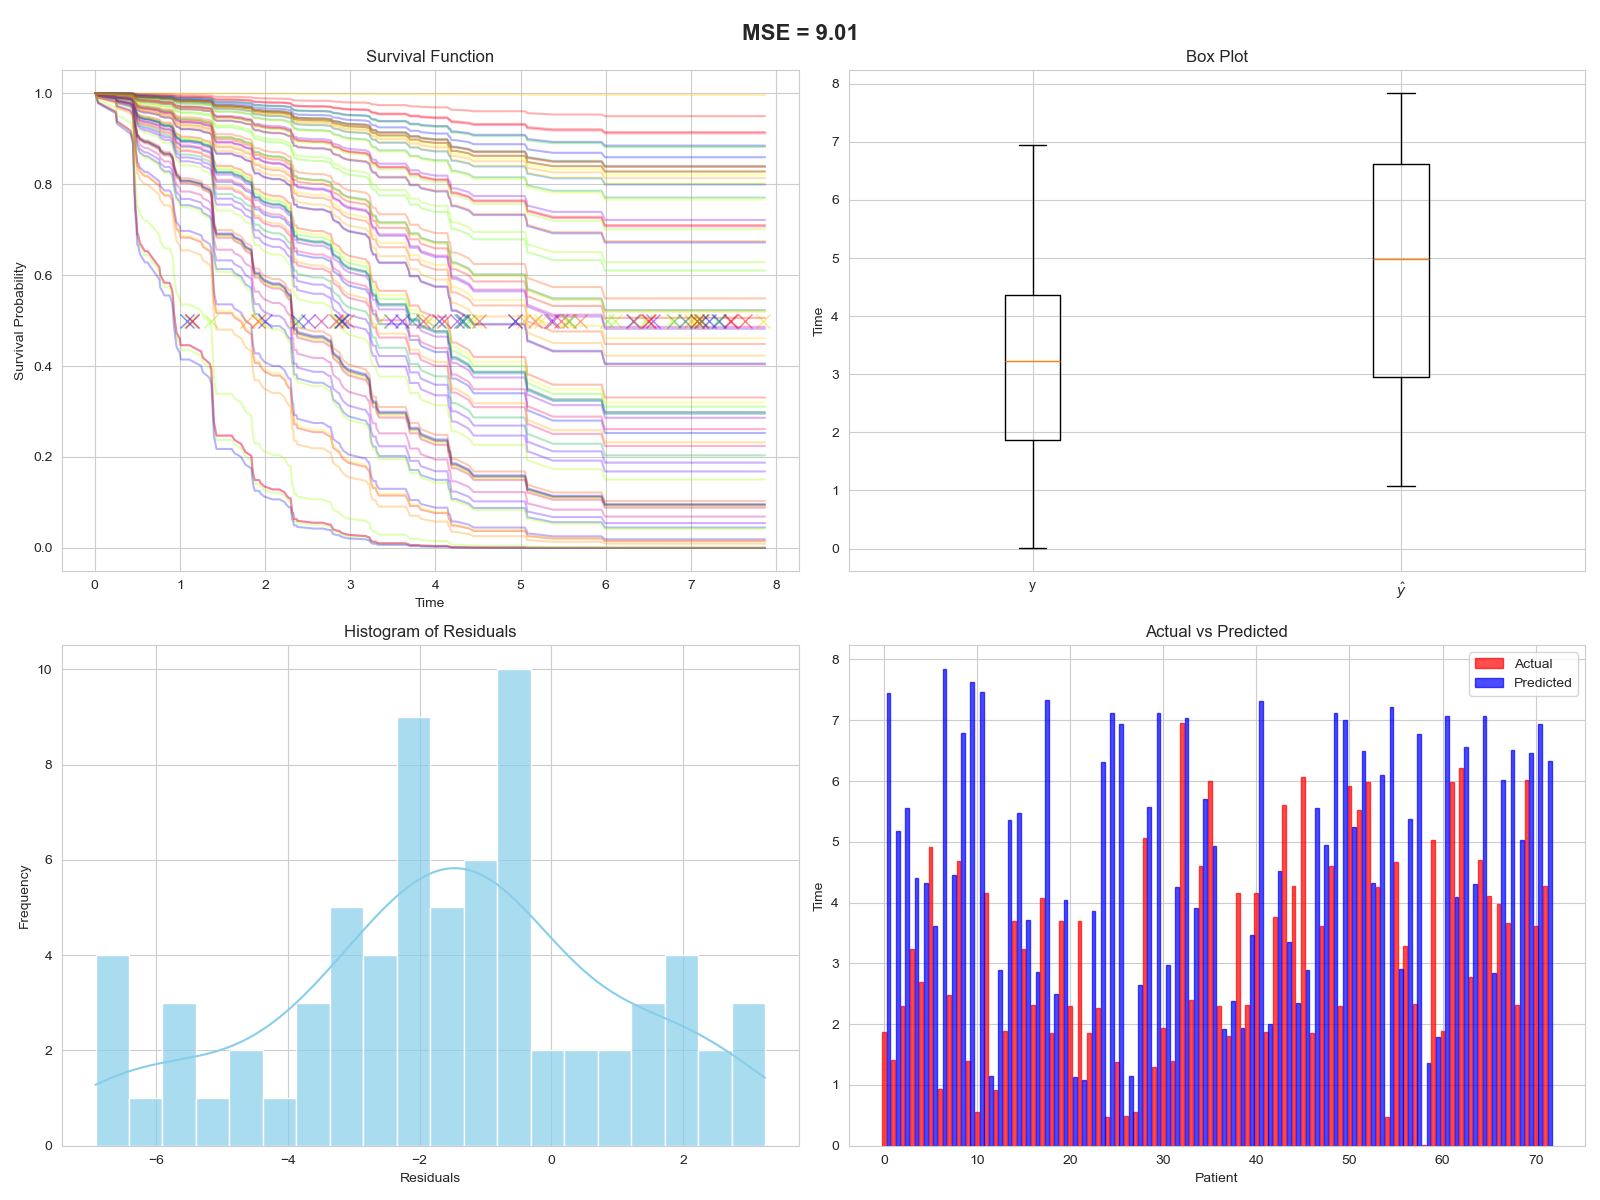 MSE = 9.01
Survival Function
1.0
0.8
0.6
0.4
0.2
0.0
Survival Probability
0 1 2 3 4 5 6 7 8
Time
Box Plot
8
7
6
5
4
3
2
1
0
Time
y ŷ
Histogram of Residuals
10
8
6
4
2
0
Frequency
−6 −4 −2 0 2
Residuals
Actual vs Predicted
8
7
6
5
4
3
2
1
0
Time
Actual
Predicted
0 10 20 30 40 50 60 70
Patient